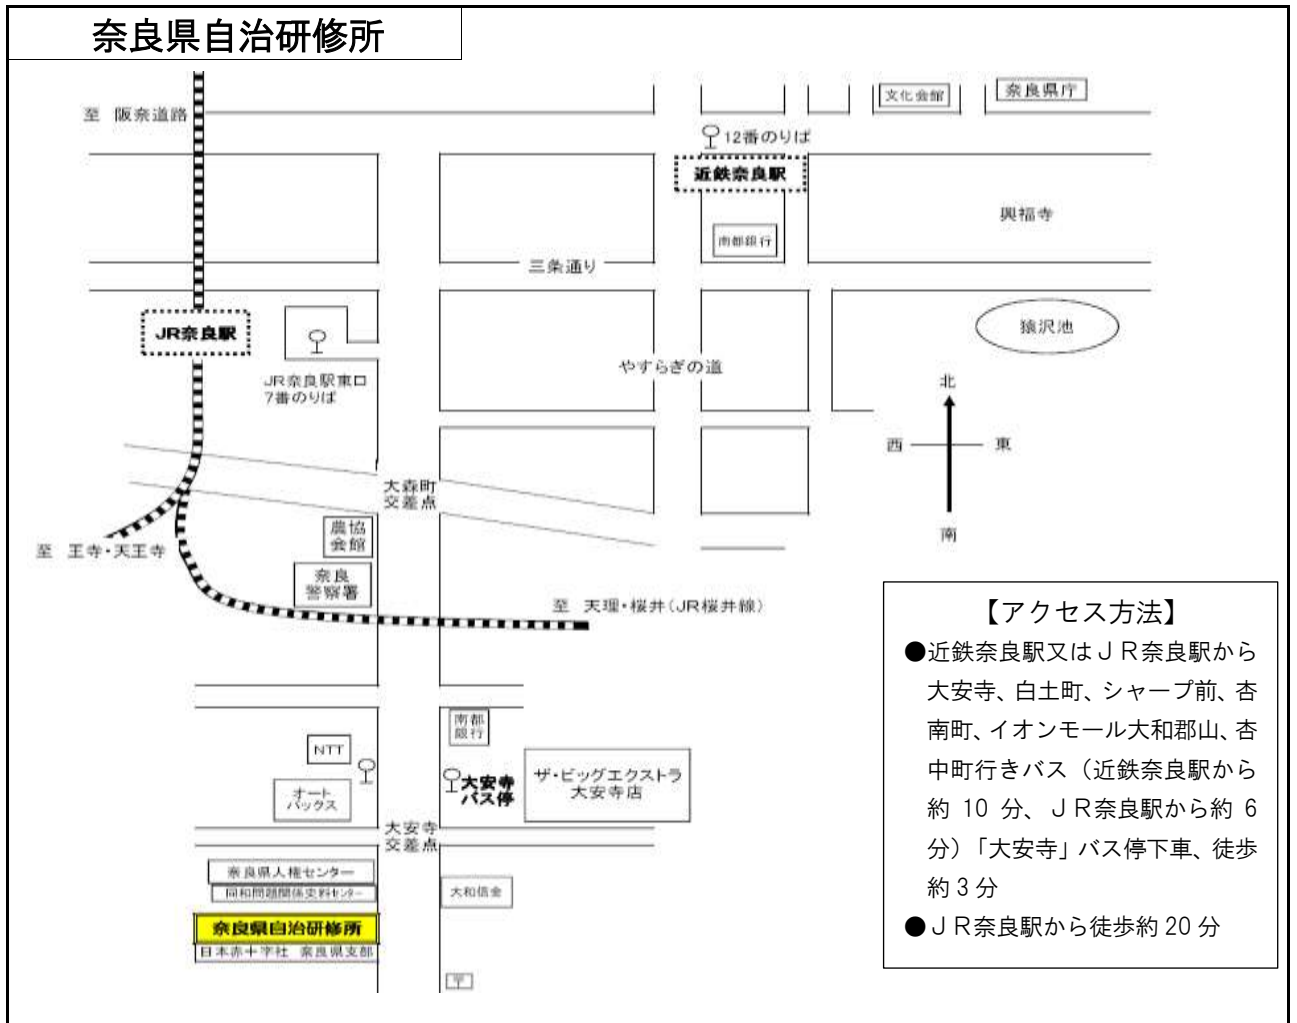 奈良県自治研修所
至 阪奈道路
文化会館
奈良県庁
12番のりば
近鉄奈良駅
興福寺
南都銀行
三条通り
JR奈良駅
猿沢池
やすらぎの道
JR奈良駅東口
7番のりば
北
西
東
南
大森町
交差点
農協
会館
至 王寺・天王寺
奈良
警察署
至 天理・桜井(JR桜井線)
【アクセス方法】
●近鉄奈良駅又はJR奈良駅から
大安寺、白土町、シャープ前、杏
南町、イオンモール大和郡山、杏
中町行きバス(近鉄奈良駅から
約 10 分、JR奈良駅から約 6
分)「大安寺」バス停下車、徒歩
約3分
●JR奈良駅から徒歩約20分
南都
銀行
NTT
大安寺
バス停
ザ・ビッグエクストラ
大安寺店
オート
バックス
大安寺
交差点
奈良県人権センター
同和問題関係史料センター
大和信金
奈良県自治研修所
日本赤十字社 奈良県支部
〒